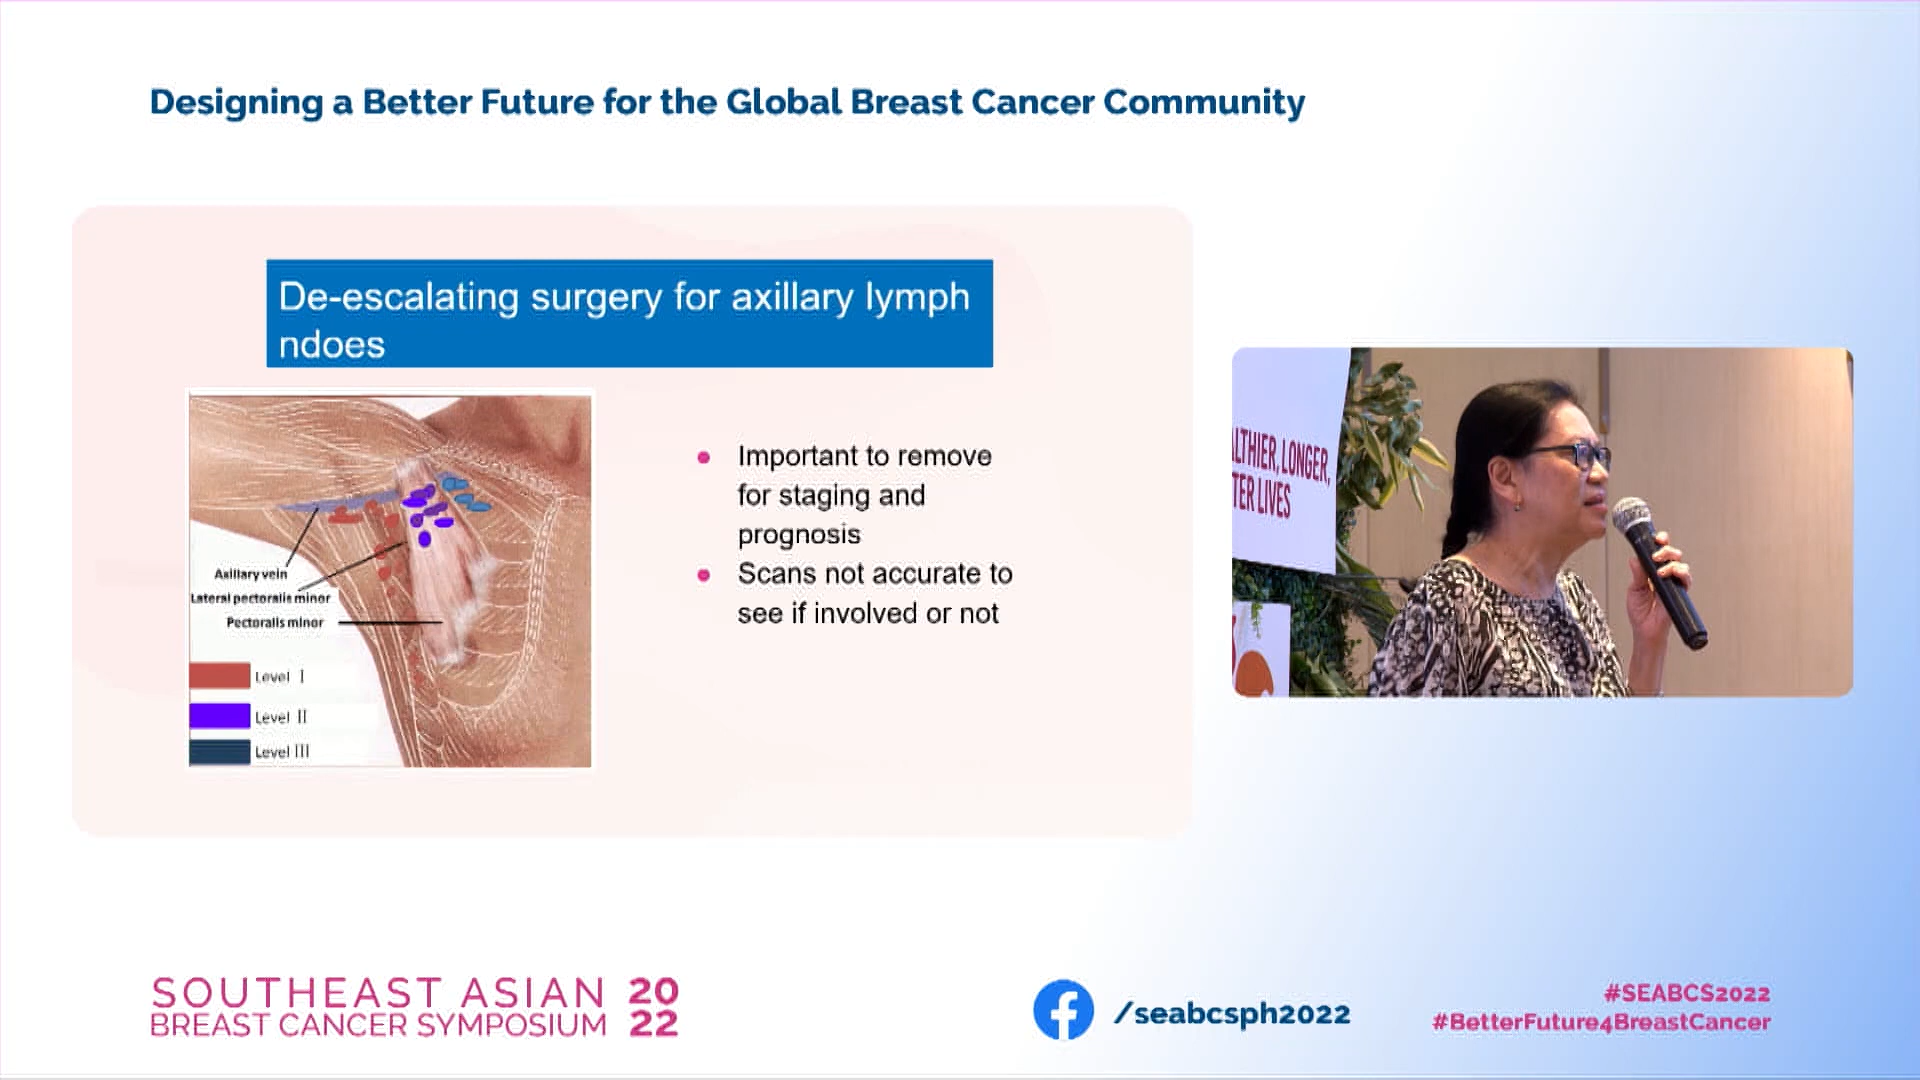 Designing a Better Future for the Global Breast Cancer Community
De-escalating surgery for axillary lymph
ndoes
Axillary vein
Lateral pectoralis minor
Pectoralis minor
Level I
Level II
Level III
• Important to remove
for staging and
prognosis
• Scans not accurate to
see if involved or not
LTHIER, LONGER,
TER LIVES
SOUTHEAST ASIAN 20
BREAST CANCER SYMPOSIUM 22
/seabcsph2022
#SEABCS2022
#BetterFuture4BreastCancer